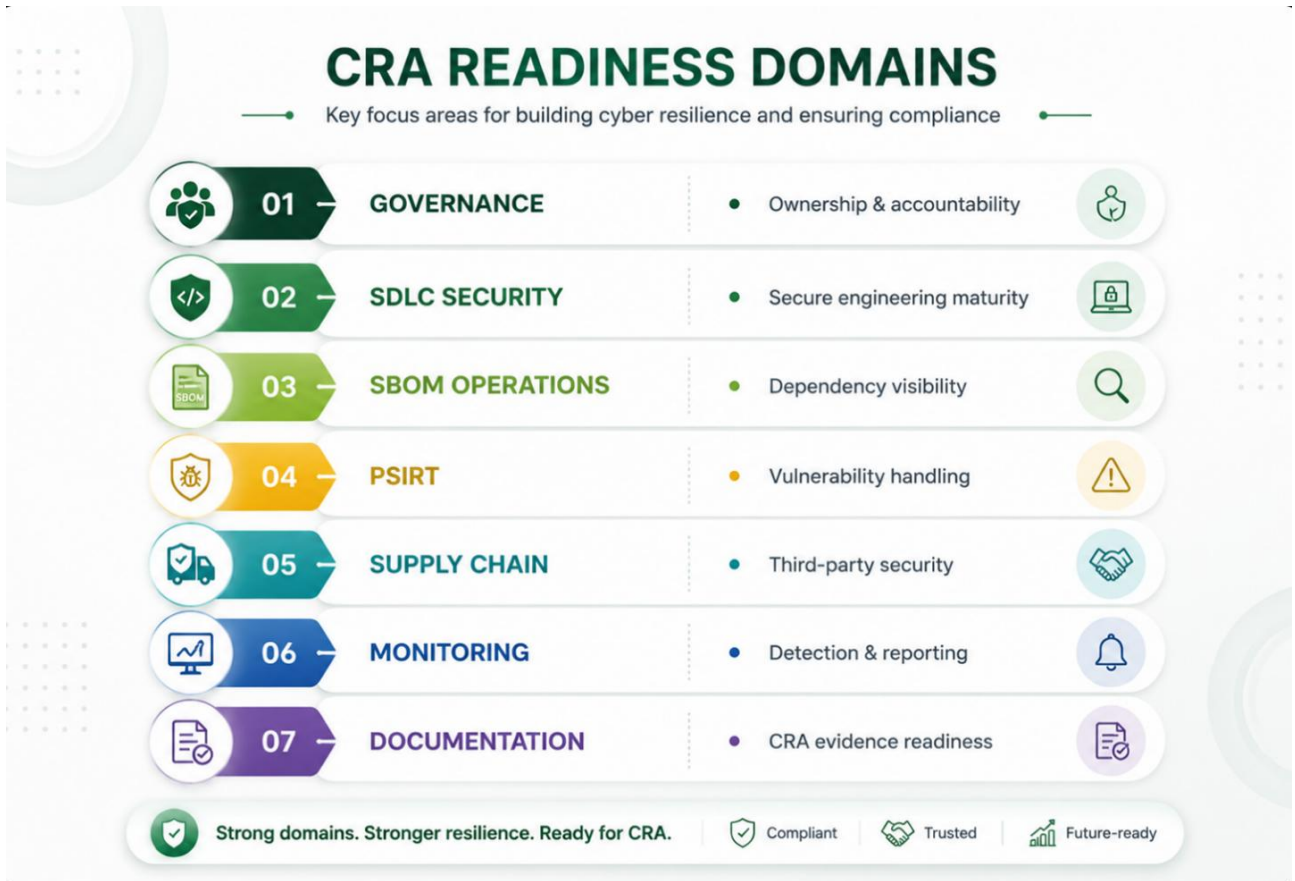 CRA READINESS DOMAINS
Key focus areas for building cyber resilience and ensuring compliance
01 GOVERNANCE • Ownership & accountability
02 SDLC SECURITY • Secure engineering maturity
SBOM 03 SBOM OPERATIONS • Dependency visibility
04 PSIRT • Vulnerability handling
05 SUPPLY CHAIN • Third-party security
06 MONITORING • Detection & reporting
07 DOCUMENTATION • CRA evidence readiness
Strong domains. Stronger resilience. Ready for CRA. Compliant Trusted Future-ready